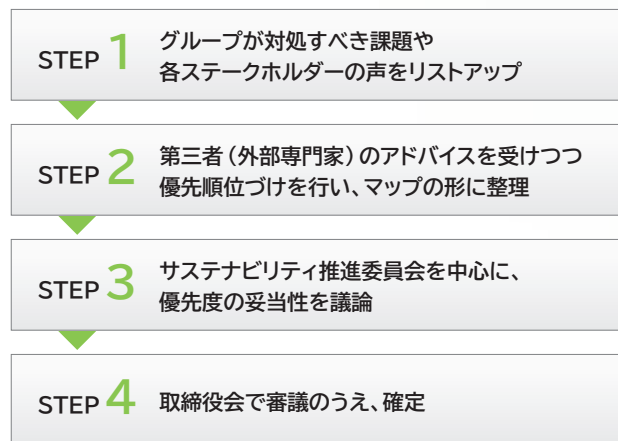 STEP 1 グループが対処すべき課題や
各ステークホルダーの声をリストアップ
STEP 2 第三者（外部専門家）のアドバイスを受けつつ
優先順位づけを行い、マップの形に整理
STEP 3 サステナビリティ推進委員会を中心に、
優先度の妥当性を議論
STEP 4 取締役会で審議のうえ、確定